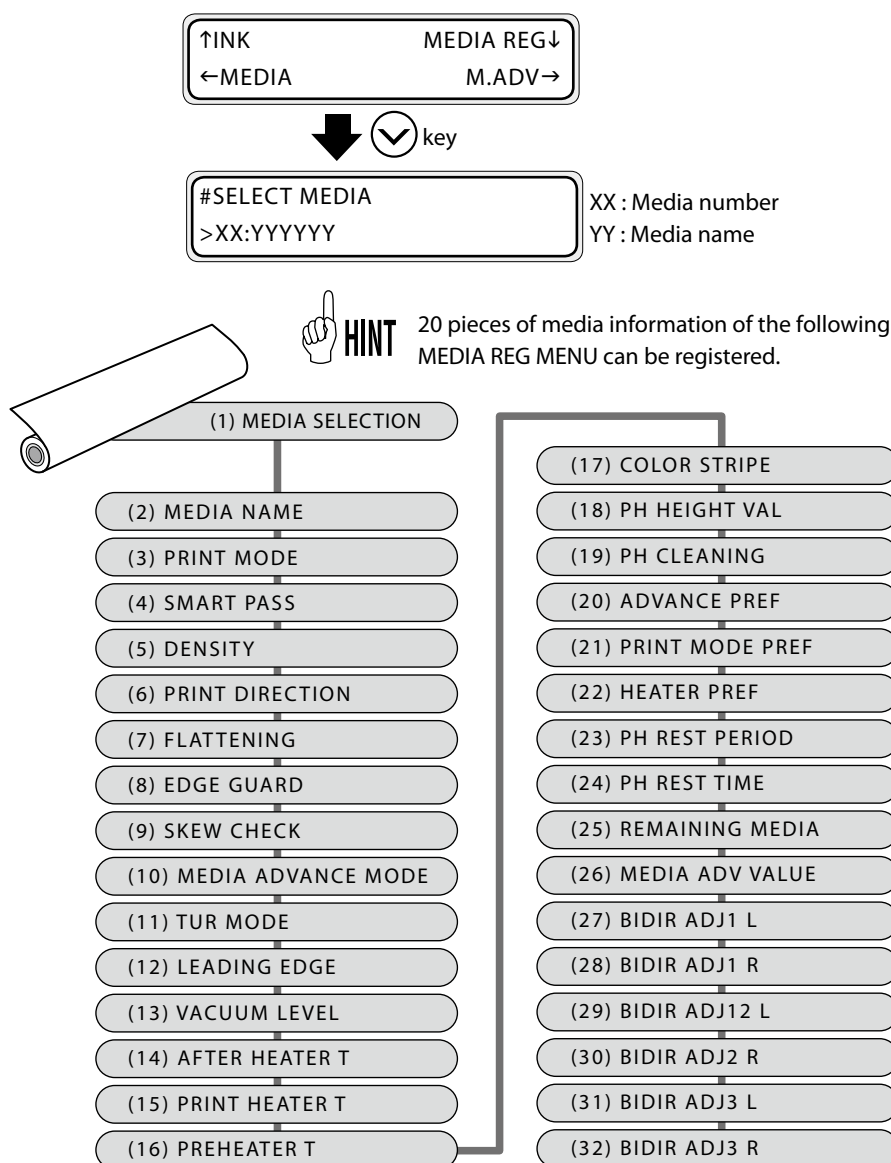 ↑INK MEDIA REG↓
←MEDIA M.ADV→
key
#SELECT MEDIA
>XX:YYYYYY
XX : Media number
YY : Media name
HINT
20 pieces of media information of the following
MEDIA REG MENU can be registered.
(1) MEDIA SELECTION
(2) MEDIA NAME
(3) PRINT MODE
(4) SMART PASS
(5) DENSITY
(6) PRINT DIRECTION
(7) FLATTENING
(8) EDGE GUARD
(9) SKEW CHECK
(10) MEDIA ADVANCE MODE
(11) TUR MODE
(12) LEADING EDGE
(13) VACUUM LEVEL
(14) AFTER HEATER T
(15) PRINT HEATER T
(16) PREHEATER T
(17) COLOR STRIPE
(18) PH HEIGHT VAL
(19) PH CLEANING
(20) ADVANCE PREF
(21) PRINT MODE PREF
(22) HEATER PREF
(23) PH REST PERIOD
(24) PH REST TIME
(25) REMAINING MEDIA
(26) MEDIA ADV VALUE
(27) BIDIR ADJ1 L
(28) BIDIR ADJ1 R
(29) BIDIR ADJ12 L
(30) BIDIR ADJ2 R
(31) BIDIR ADJ3 L
(32) BIDIR ADJ3 R